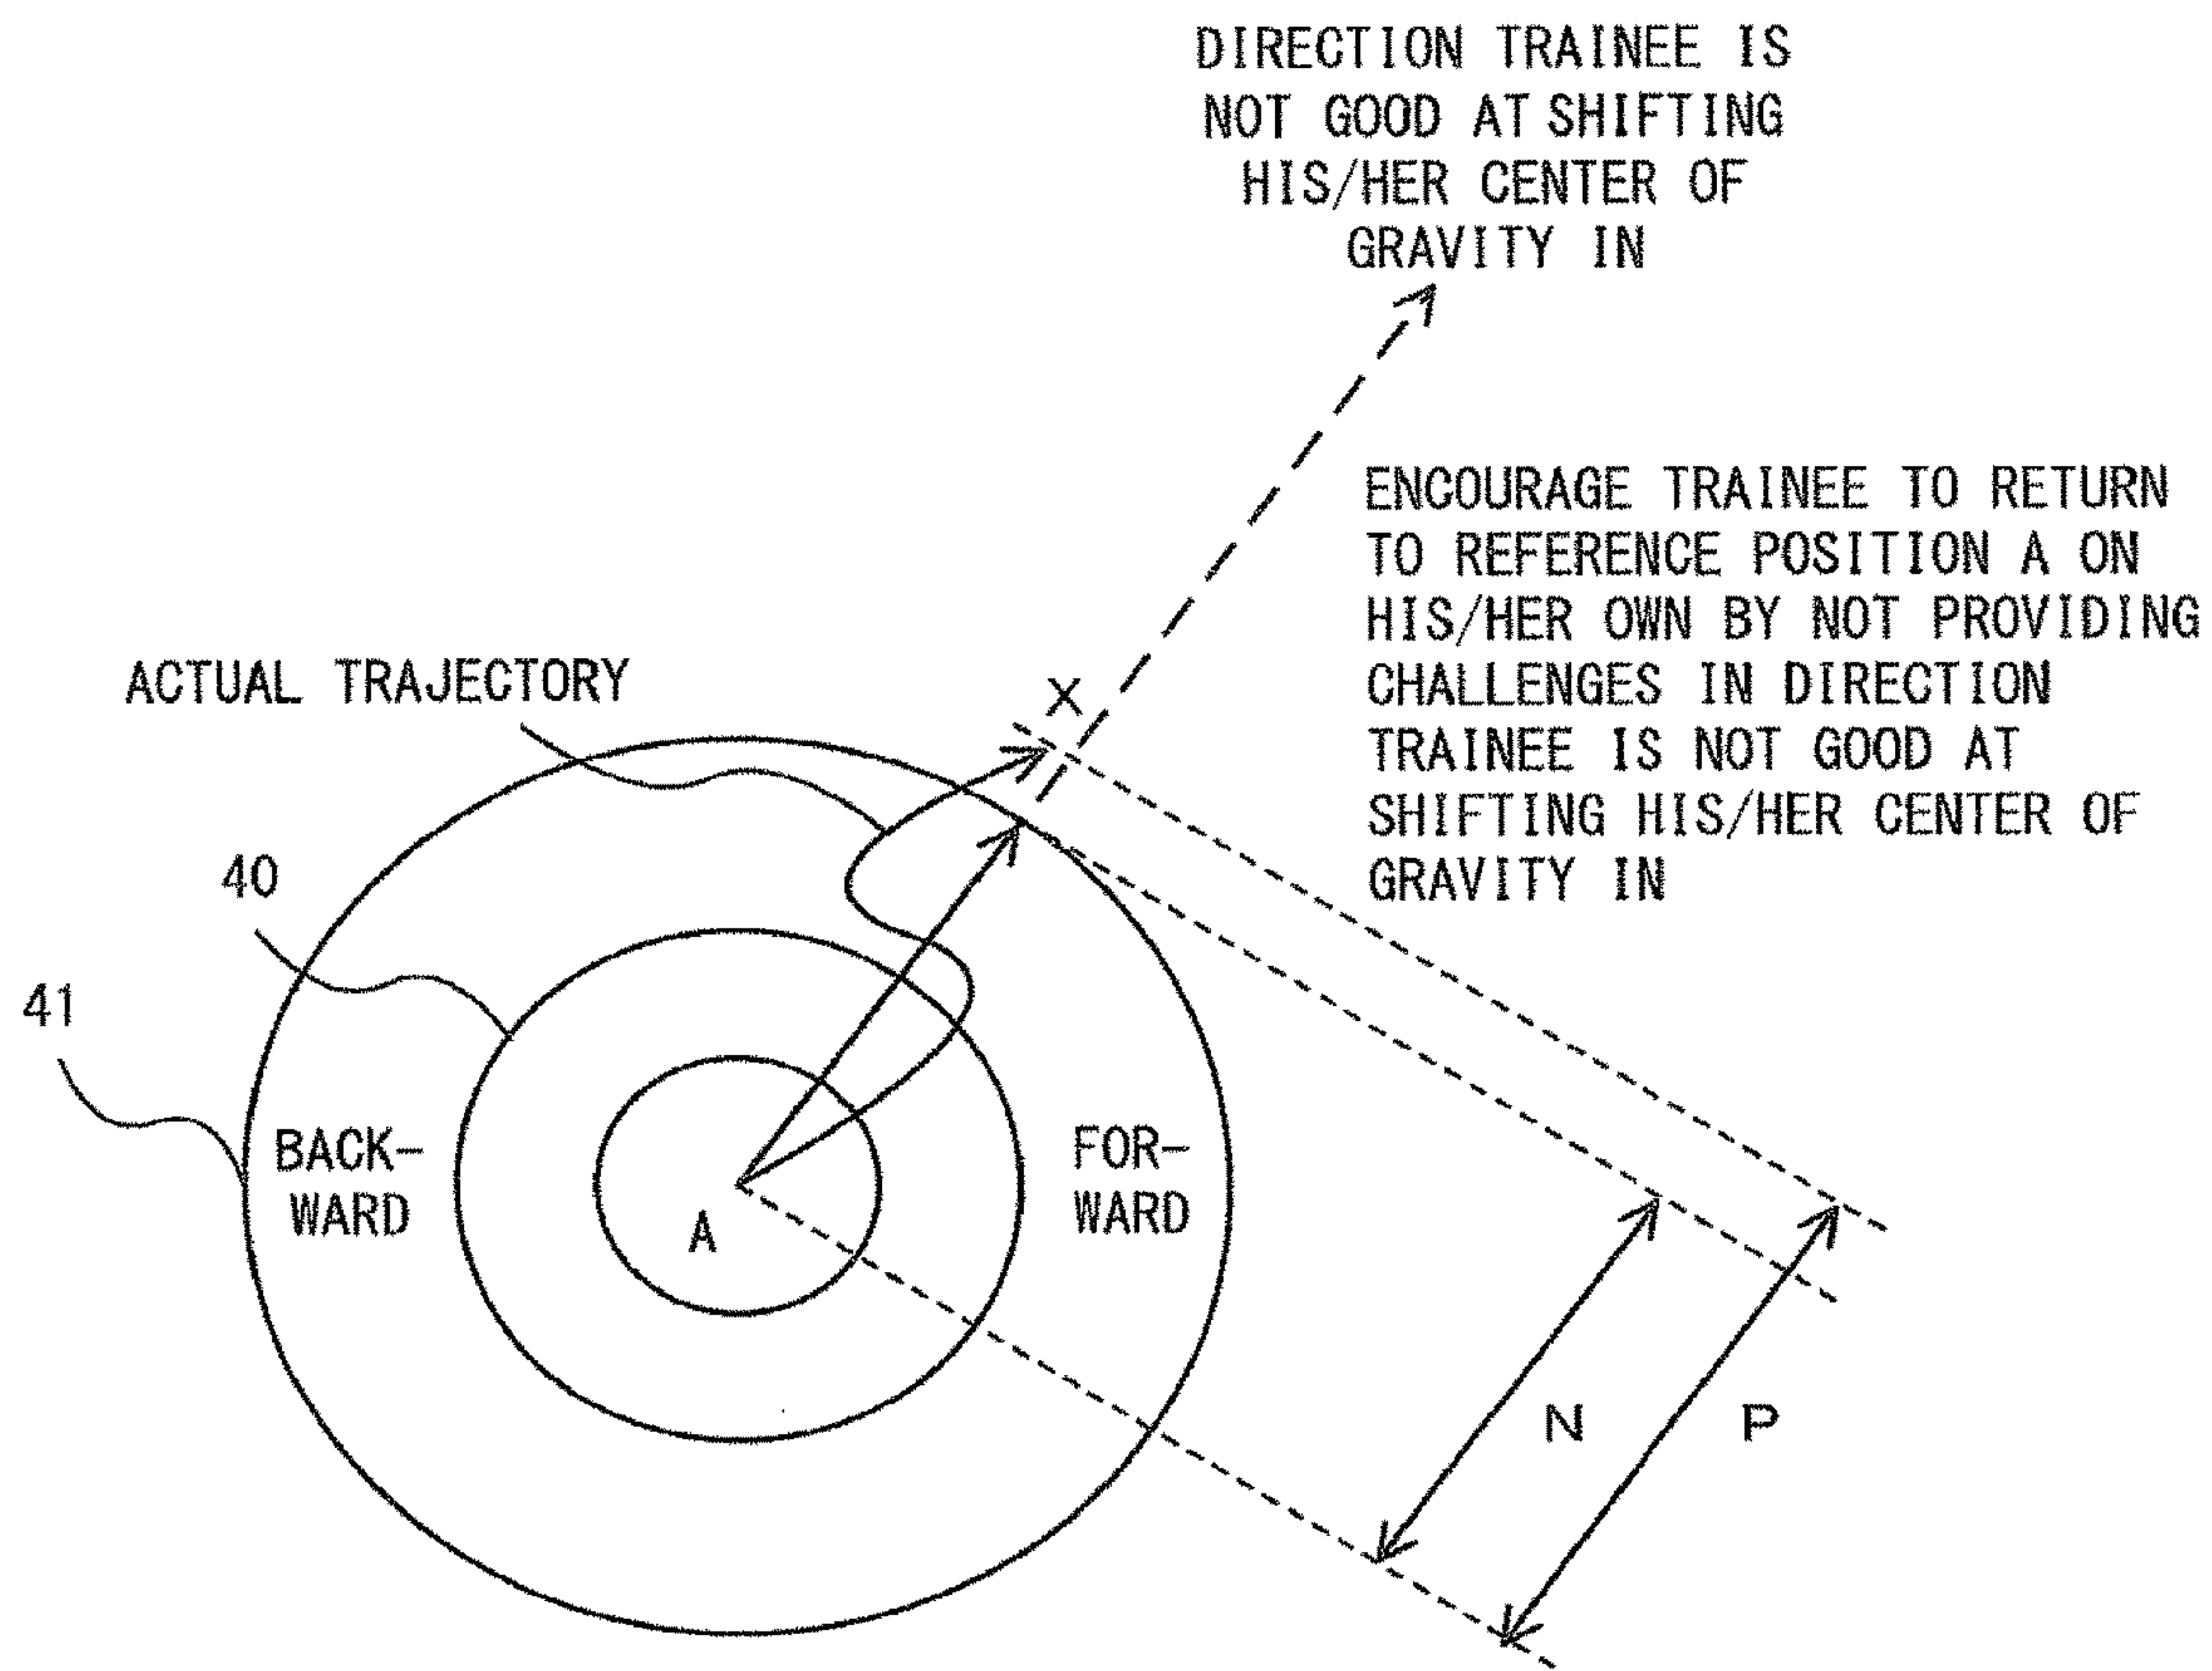 DIRECTION TRAINEE IS
NOT GOOD AT SHIFTING
HIS/HER CENTER OF
GRAVITY IN
ENCOURAGE TRAINEE TO RETURN
TO REFERENCE POSITION A ON
HIS/HER OWN BY NOT PROVIDING
CHALLENGES IN DIRECTION
TRAINEE IS NOT GOOD AT
SHIFTING HIS/HER CENTER OF
GRAVITY IN
ACTUAL TRAJECTORY
X
40
41
BACK-
WARD
A
FOR-
WARD
N
P